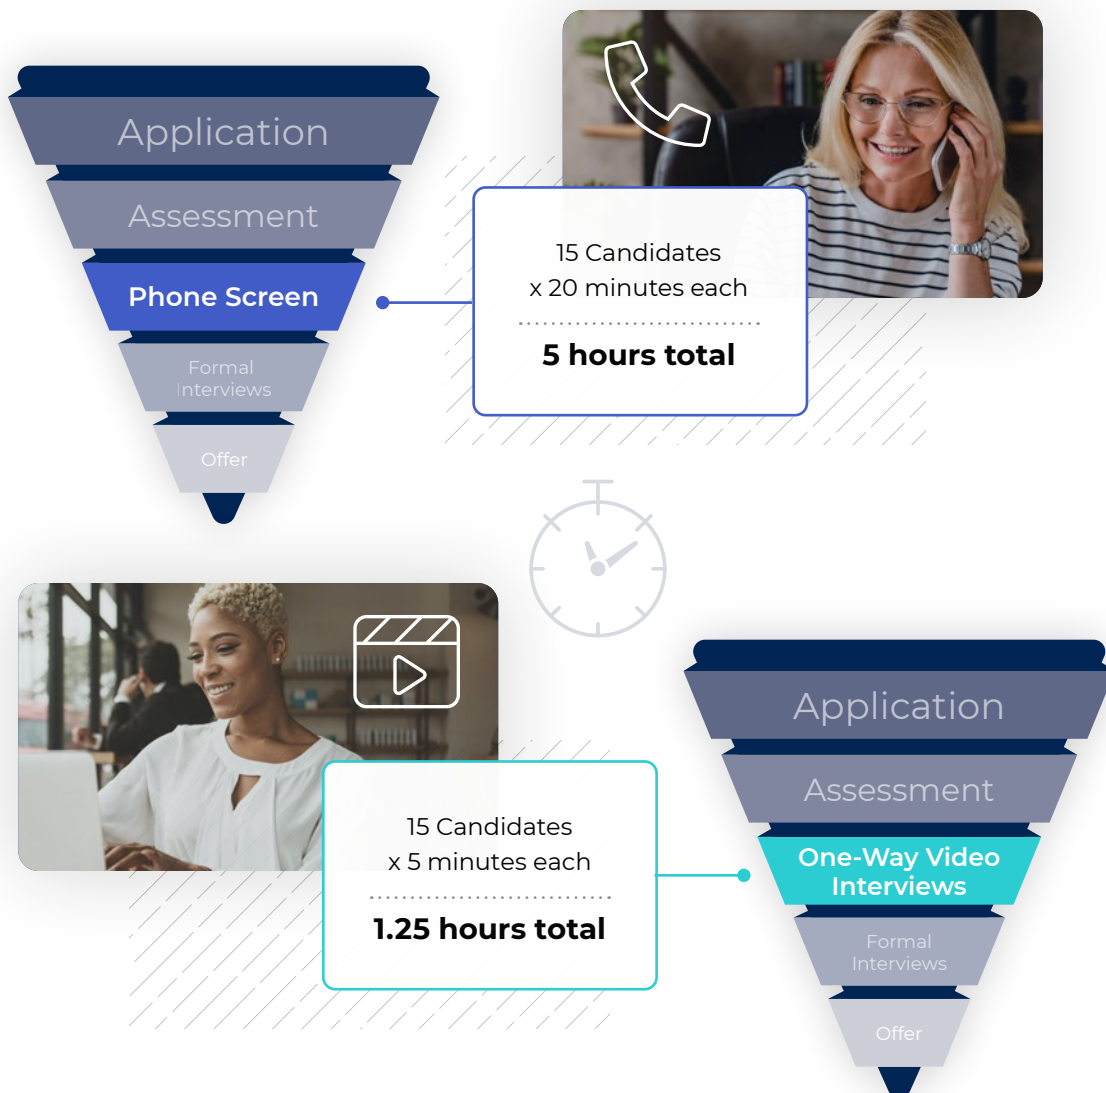 Application
Assessment
Phone Screen
Formal
Interviews
Offer
15 Candidates
x 20 minutes each
5 hours total
15 Candidates
x 5 minutes each
1.25 hours total
Application
Assessment
One-Way Video
Interviews
Formal
Interviews
Offer